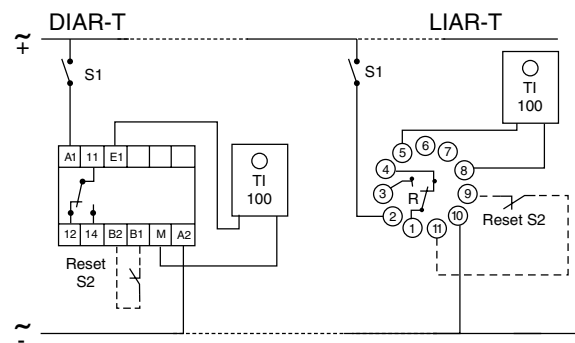 DIAR-T LIAR-T
~
+
S1 S1
TI
100
A1 11 E1
TI
100
5 6 7
4 8
3 R 9
2 10
1 11
Reset S2
12 14 B2 B1 M A2
Reset
S2
~
-